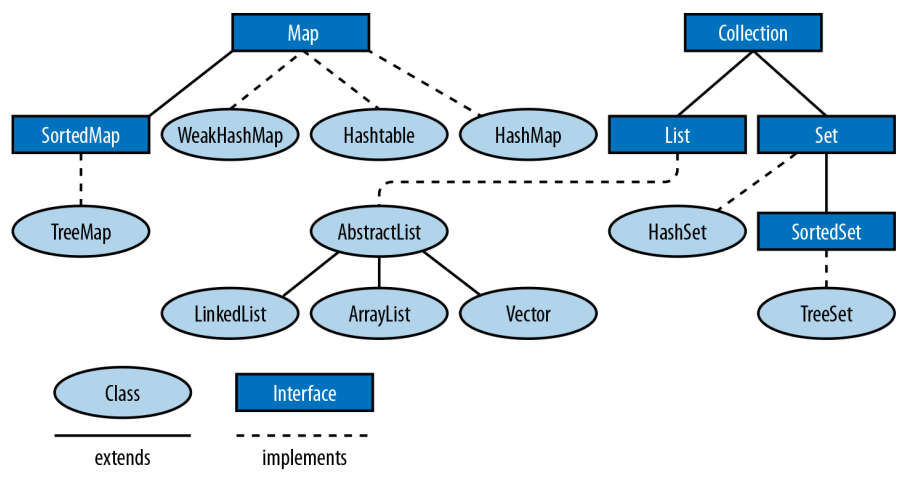 Map
Collection
SortedMap
WeakHashMap
Hashtable
HashMap
List
Set
TreeMap
AbstractList
HashSet
SortedSet
LinkedList
ArrayList
Vector
TreeSet
Class
Interface
extends
implements